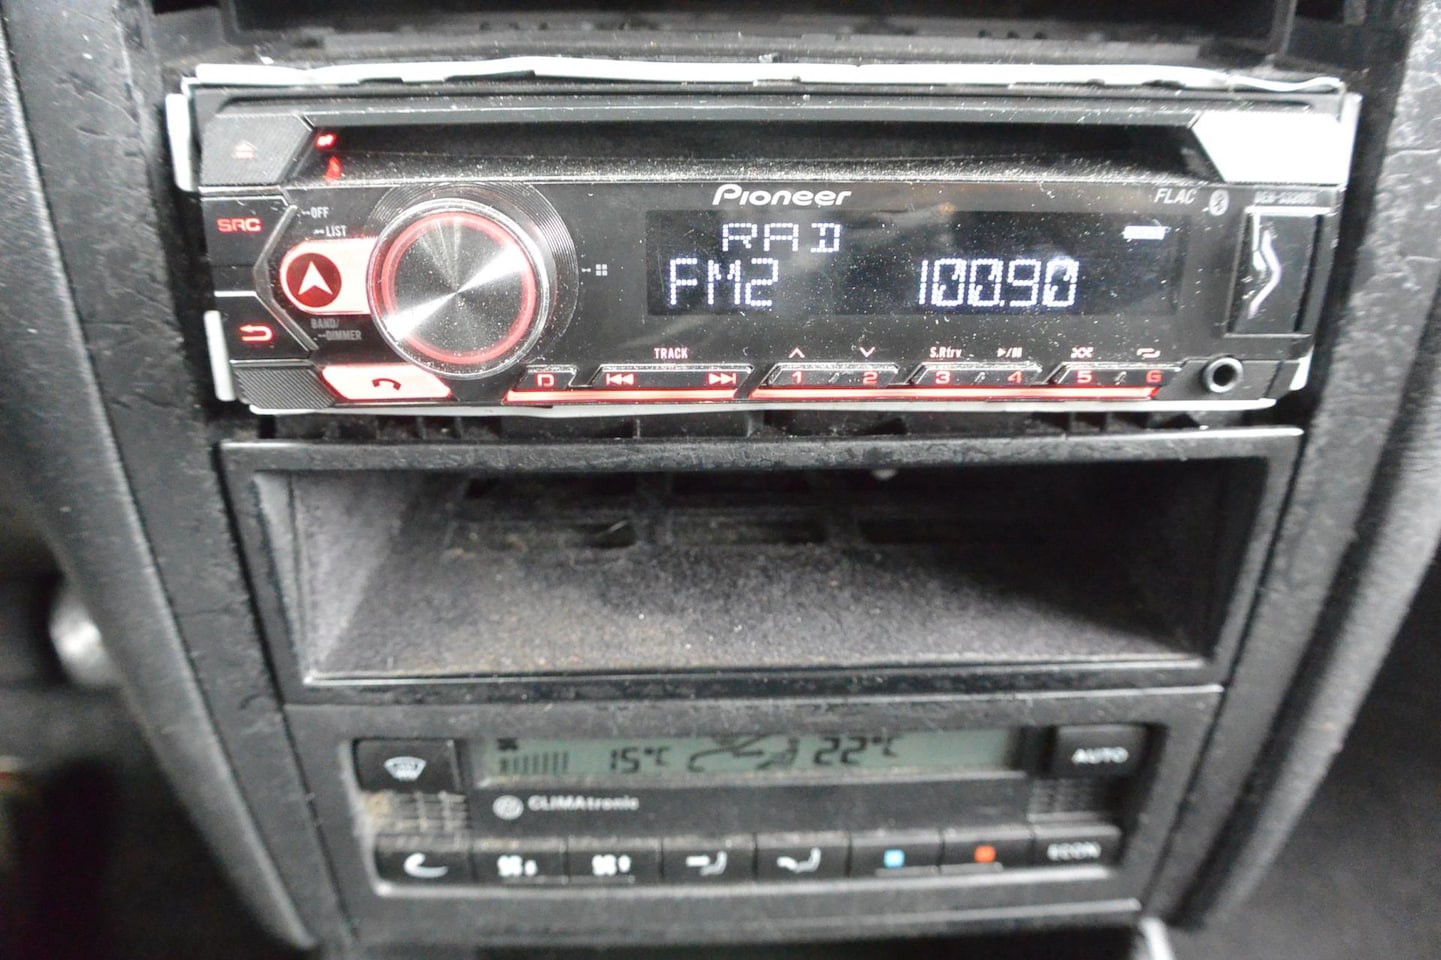 Pioneer
FLAC
SRC
OFF
LIST
RAD
FM2 100.90
BAND/
DIMMER
TRACK
S.Rtrv
D 1 2 3 4 5 6
15°C 22°C
AUTO
CLIMAtronic
ECON